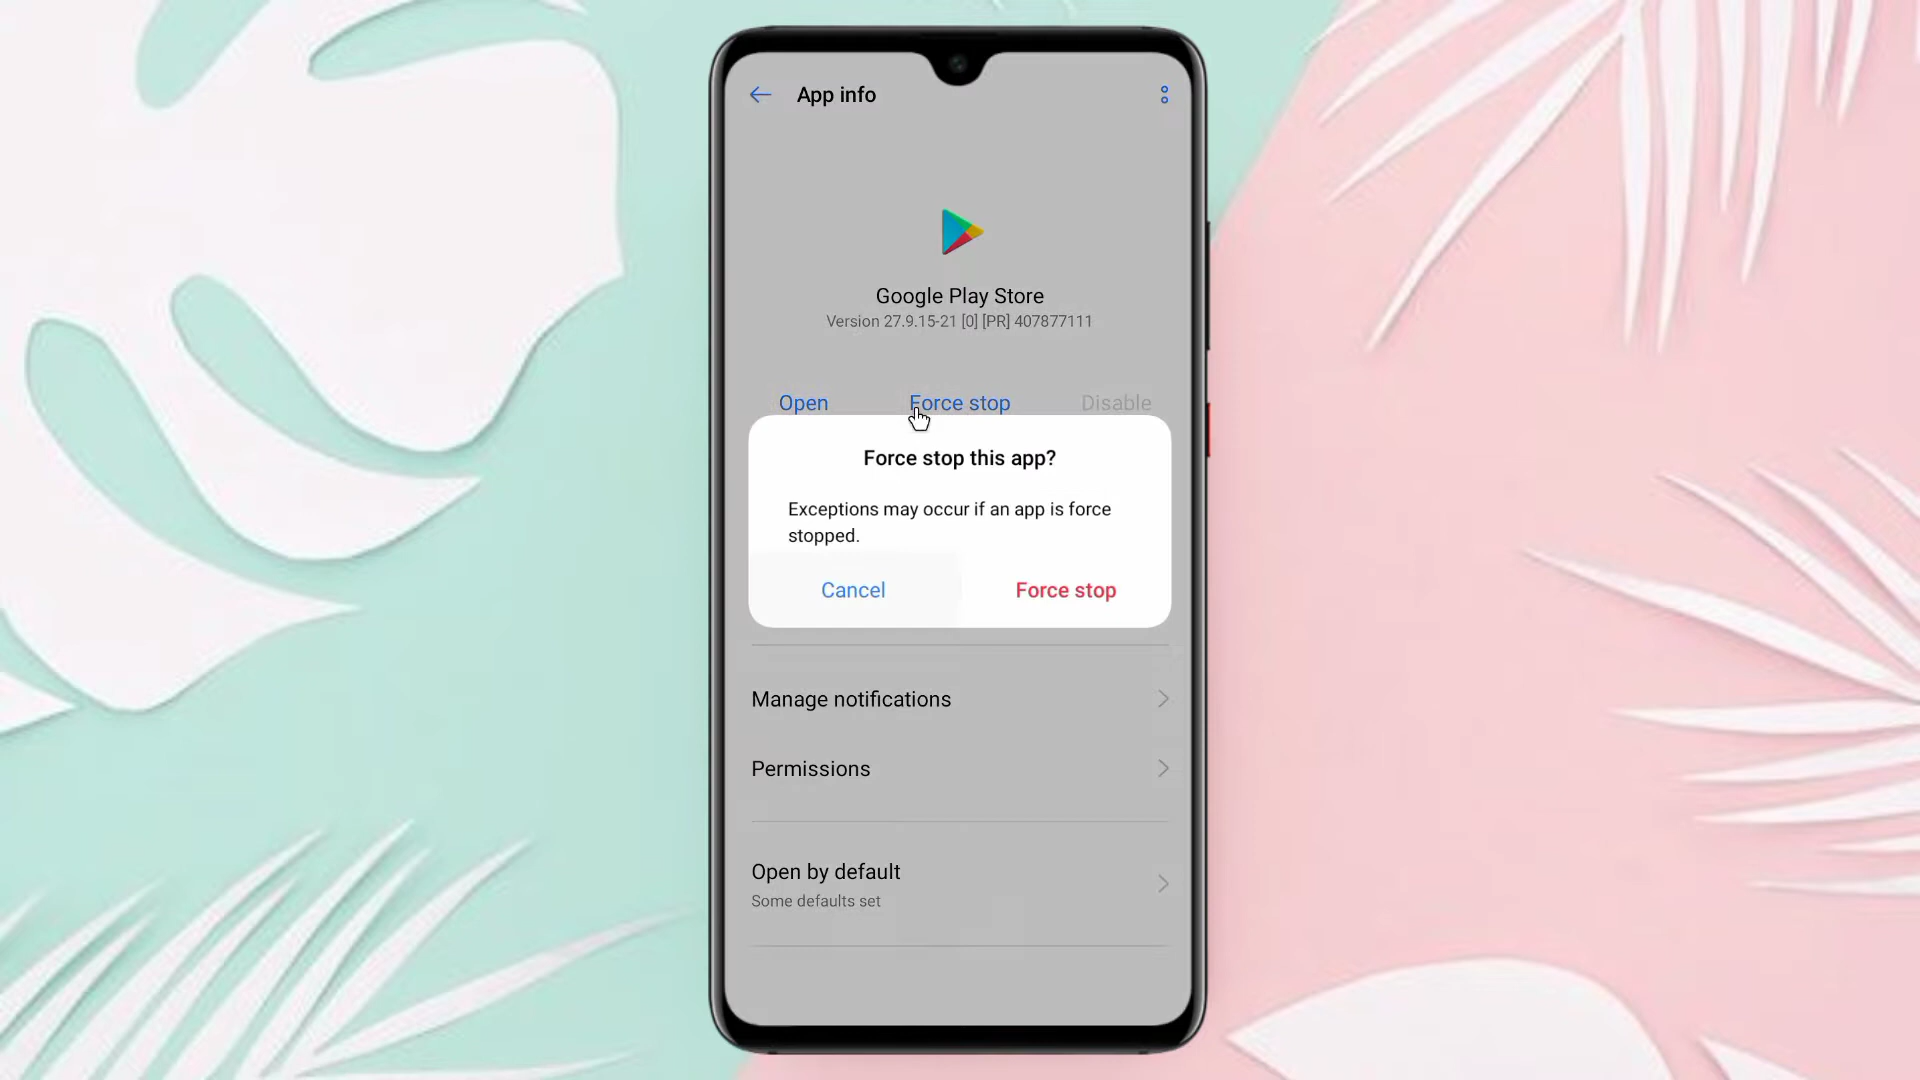 App info
Google Play Store
Version 27.9.15-21 [0] [PR] 407877111
Open
Force stop
Disable
Force stop this app?
Exceptions may occur if an app is force
stopped.
Cancel
Force stop
Manage notifications
Permissions
Open by default
Some defaults set